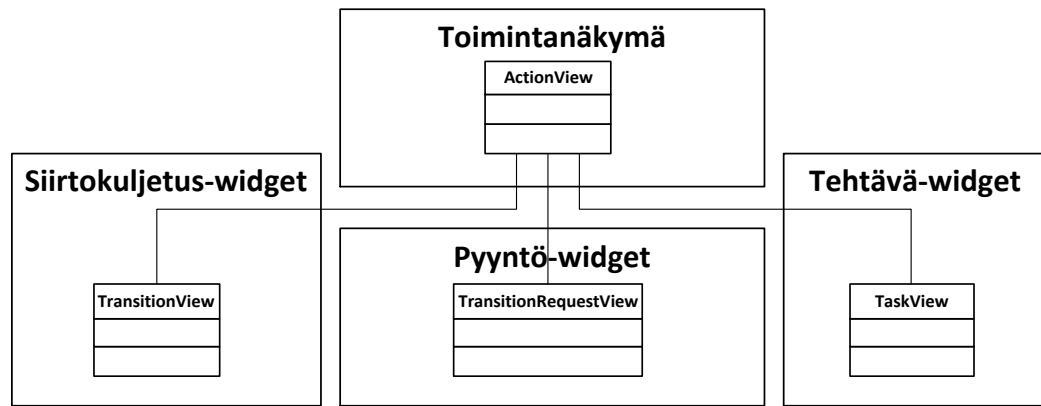 Toimintanäkymä
ActionView
Siirtokuljetus-widget
Tehtävä-widget
Pyyntö-widget
TransitionView
TransitionRequestView
TaskView